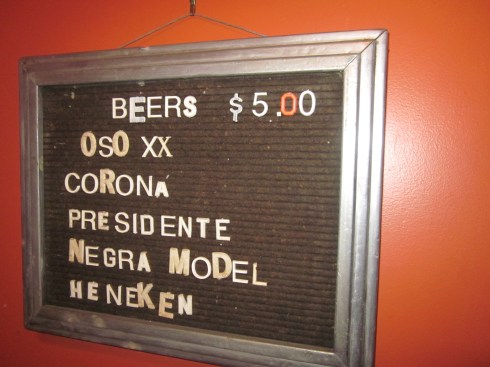 BEERS $5.00
OSO XX
CORONA
PRESIDENTE
NEGRA MODEL
HENEKEN